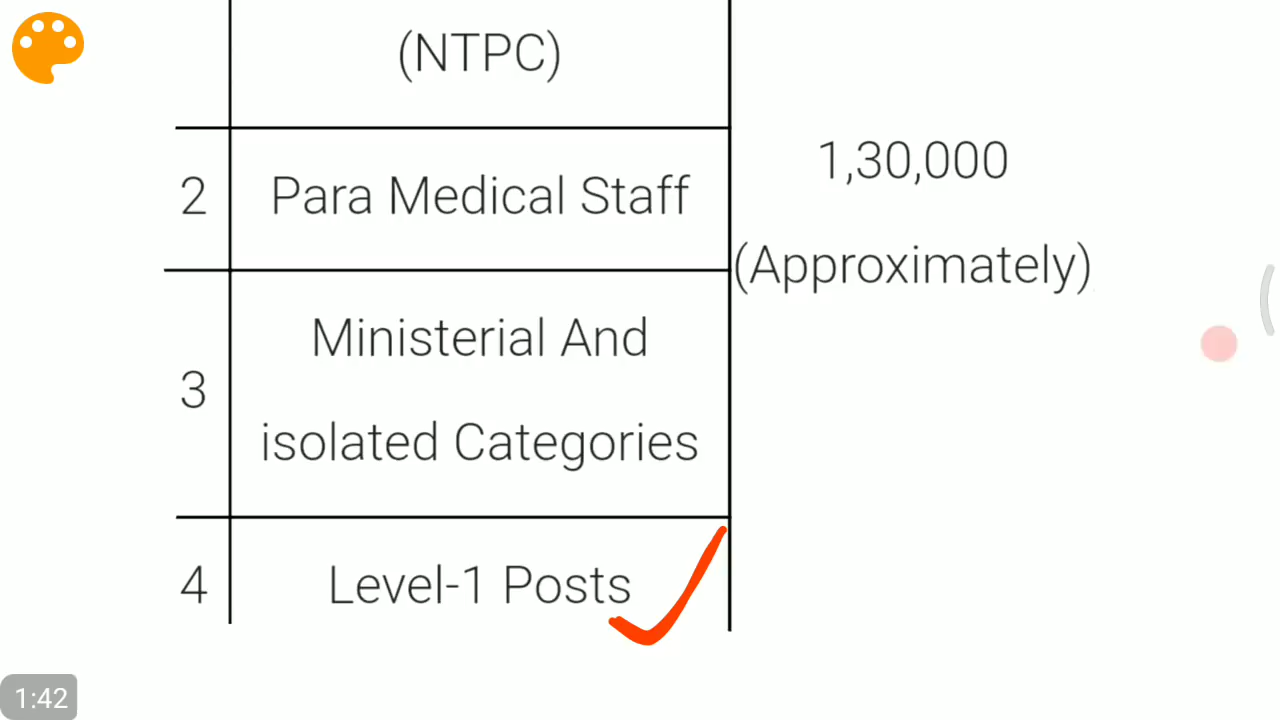 (NTPC)
2
Para Medical Staff
1,30,000
(Approximately)
3
Ministerial And
isolated Categories
4
Level-1 Posts
1:42